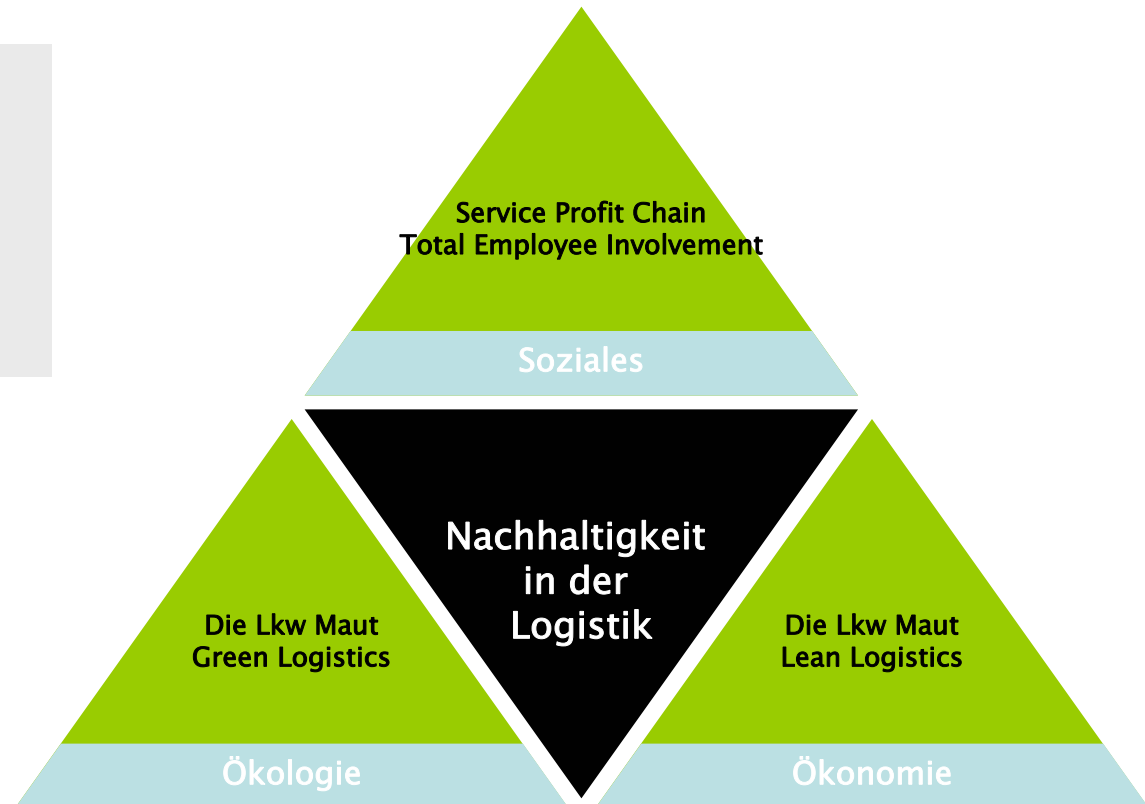 Service Profit Chain
Total Employee Involvement
Soziales
Nachhaltigkeit
in der
Logistik
Die Lkw Maut
Green Logistics
Ökologie
Die Lkw Maut
Lean Logistics
Ökonomie